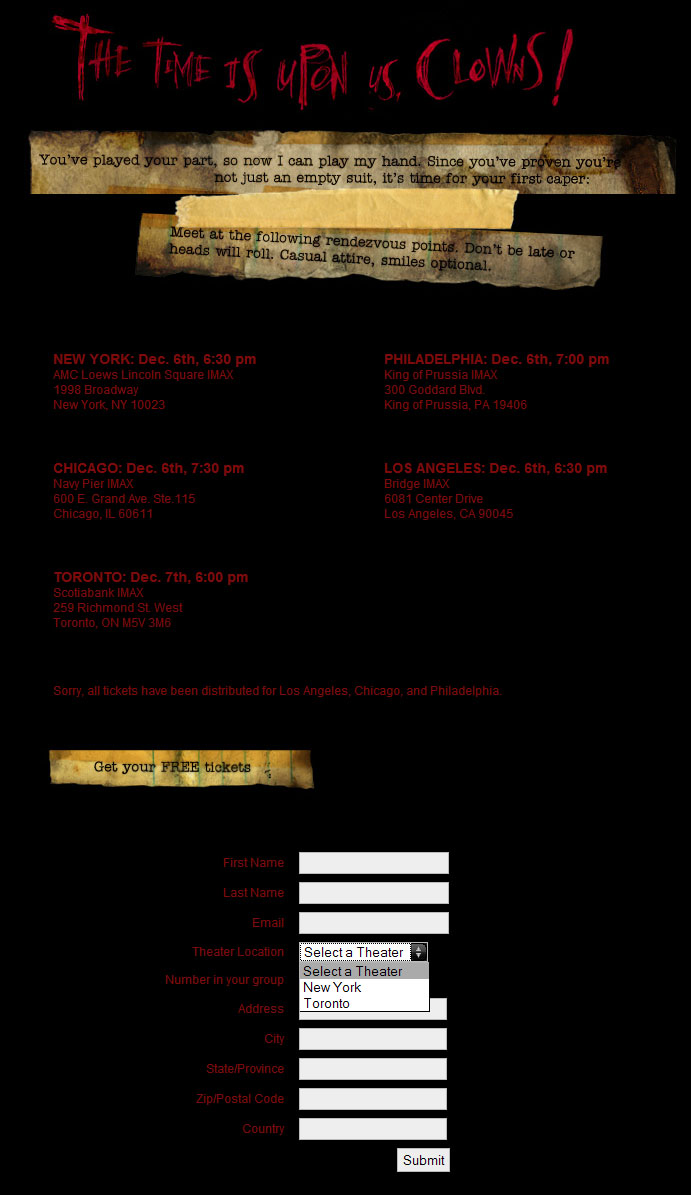 The Time is upon us, Clowns!
You've played your part, so now I can play my hand. Since you've proven you're
not just an empty suit, it's time for your first caper:
Meet at the following rendezvous points. Don't be late or
heads will roll. Casual attire, smiles optional.
NEW YORK: Dec. 6th, 6:30 pm
AMC Loews Lincoln Square IMAX
1998 Broadway
New York, NY 10023
PHILADELPHIA: Dec. 6th, 7:00 pm
King of Prussia IMAX
300 Goddard Blvd.
King of Prussia, PA 19406
CHICAGO: Dec. 6th, 7:30 pm
Navy Pier IMAX
600 E. Grand Ave. Ste.115
Chicago, IL 60611
LOS ANGELES: Dec. 6th, 6:30 pm
Bridge IMAX
6081 Center Drive
Los Angeles, CA 90045
TORONTO: Dec. 7th, 6:00 pm
Scotiabank IMAX
259 Richmond St. West
Toronto, ON M5V 3M6
Sorry, all tickets have been distributed for Los Angeles, Chicago, and Philadelphia.
Get your FREE tickets
First Name
Last Name
Email
Theater Location Select a Theater
Select a Theater
Number in your group
New York
Toronto
Address
City
State/Province
Zip/Postal Code
Country
Submit